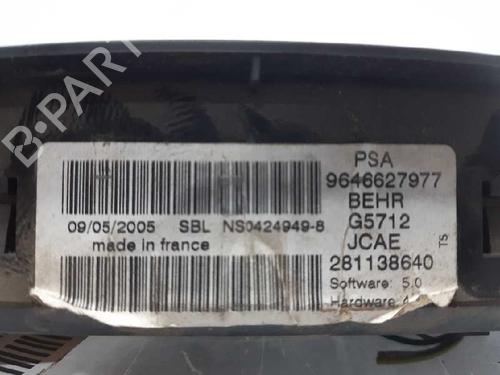 B-PARTS
PSA
9646627977
BEHR
G5712
JCAE
281138640
TS
Software: 5.0
Hardware:
09/05/2005 SBL NS0424949-8
made in france